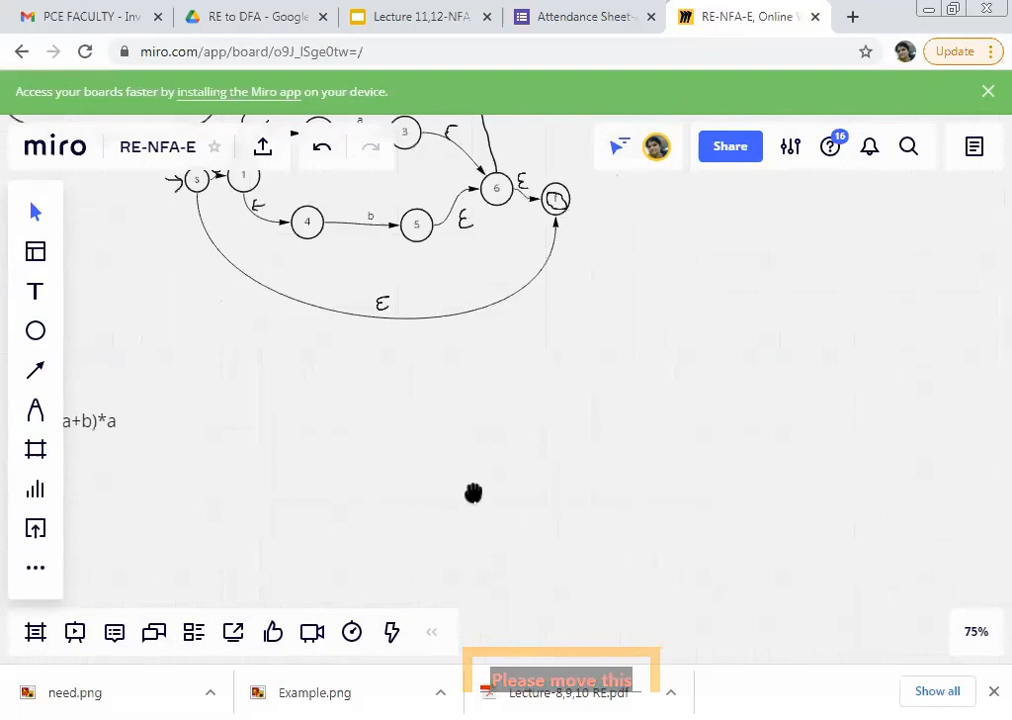 PCE FACULTY - Inv
RE to DFA - Google
Lecture 11,12-NFA
Attendance Sheet-
RE-NFA-E, Online
miro.com/app/board/o9J_lSge0tw=/
Update
Access your boards faster by installing the Miro app on your device.
miro
RE-NFA-E
Share
16
a
3
ε
s
1
6
ε
f
ε
4
b
5
ε
ε
a+b)*a
75%
Please move this
need.png
Example.png
Lecture-8,9,10 RE.pdf
Show all